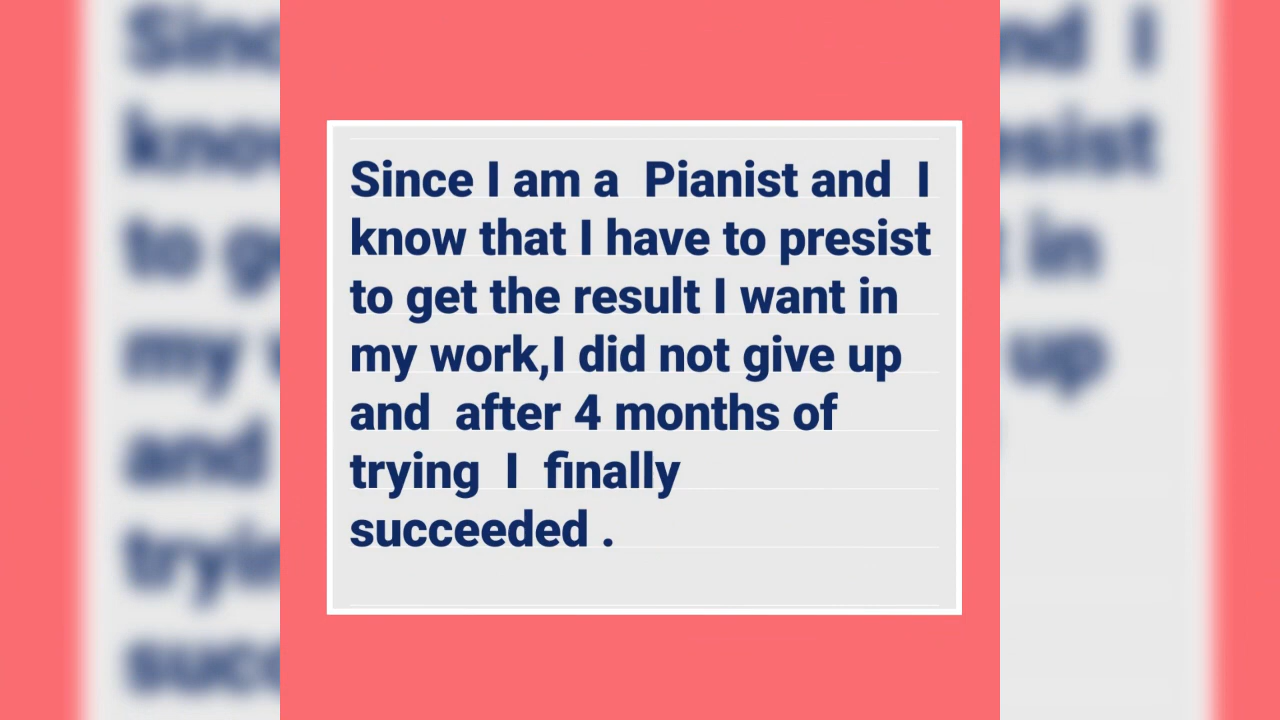 Since I am a  Pianist and  I
know that I have to presist
to get the result I want in
my work,I did not give up
and  after 4 months of
trying  I  finally
succeeded .